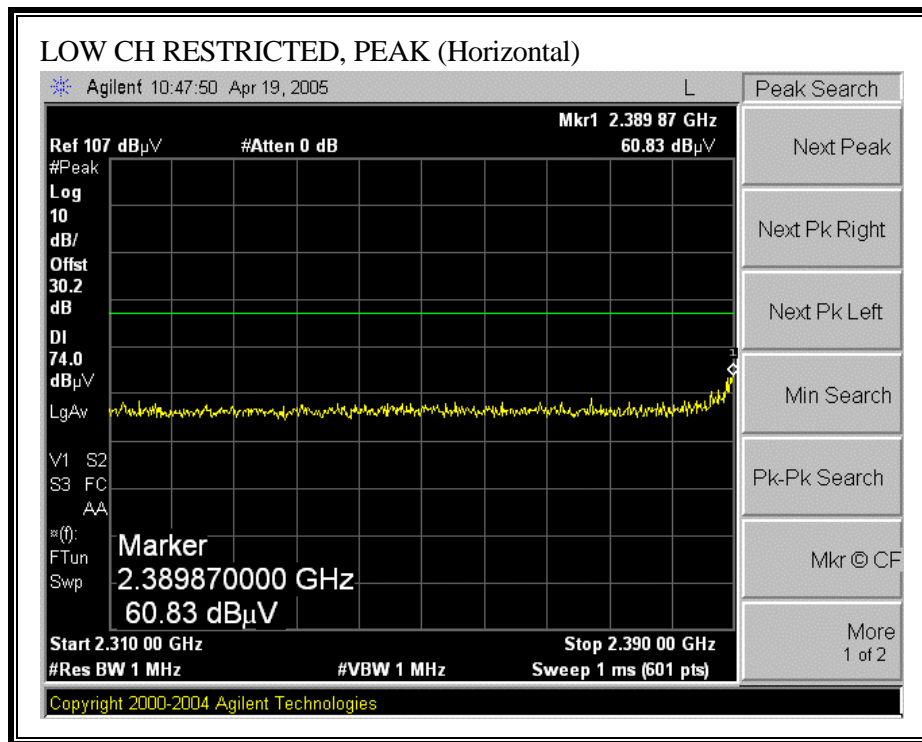 LOW CH RESTRICTED, PEAK (Horizontal)
Agilent 10:47:50 Apr 19, 2005 L
Peak Search
Mkr1 2.389 87 GHz
Ref 107 dBµV #Atten 0 dB 60.83 dBµV
#Peak
Log
10
dB/
Offst
30.2
dB
DI
74.0
dBµV
LgAv
V1 S2
S3 FC
AA
¤(f):
FTun
Swp
1
Marker
2.389870000 GHz
60.83 dBµV
Start 2.310 00 GHz Stop 2.390 00 GHz
#Res BW 1 MHz #VBW 1 MHz Sweep 1 ms (601 pts)
Copyright 2000-2004 Agilent Technologies
Next Peak
Next Pk Right
Next Pk Left
Min Search
Pk-Pk Search
Mkr © CF
More
1 of 2